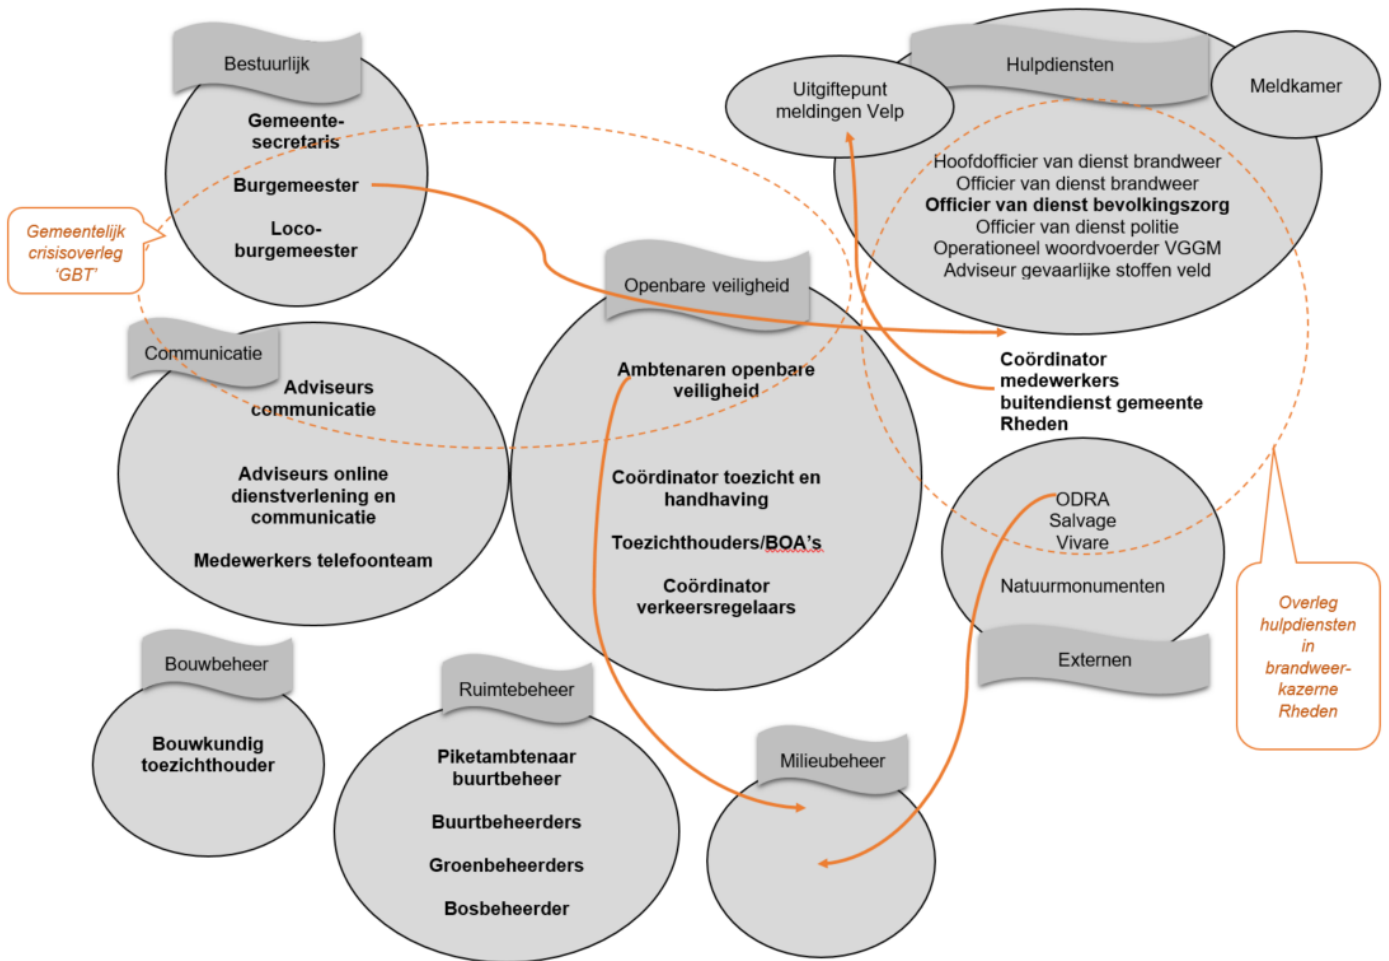 Bestuurlijk
Gemeente-
secretaris
Burgemeester
Loco-
burgemeester
Gemeentelijk
crisisoverleg
‘GBT’
Communicatie
Adviseurs
communicatie
Adviseurs online
dienstverlening en
communicatie
Medewerkers telefoonteam
Openbare veiligheid
Ambtenaren openbare
veiligheid
Coördinator toezicht en
handhaving
Toezichthouders/BOA’s
Coördinator
verkeersregelaars
Uitgiftepunt
meldingen Velp
Hulpdiensten
Meldkamer
Hoofdofficier van dienst brandweer
Officier van dienst brandweer
Officier van dienst bevolkingszorg
Officier van dienst politie
Operationeel woordvoerder VGGM
Adviseur gevaarlijke stoffen veld
Coördinator
medewerkers
buitendienst gemeente
Rheden
ODRA
Salvage
Vivare
Natuurmonumenten
Externen
Overleg
hulpdiensten
in
brandweer-
kazerne
Rheden
Bouwbeheer
Bouwkundig
toezichthouder
Ruimtebeheer
Piketambtenaar
buurtbeheer
Buurtbeheerders
Groenbeheerders
Bosbeheerder
Milieubeheer